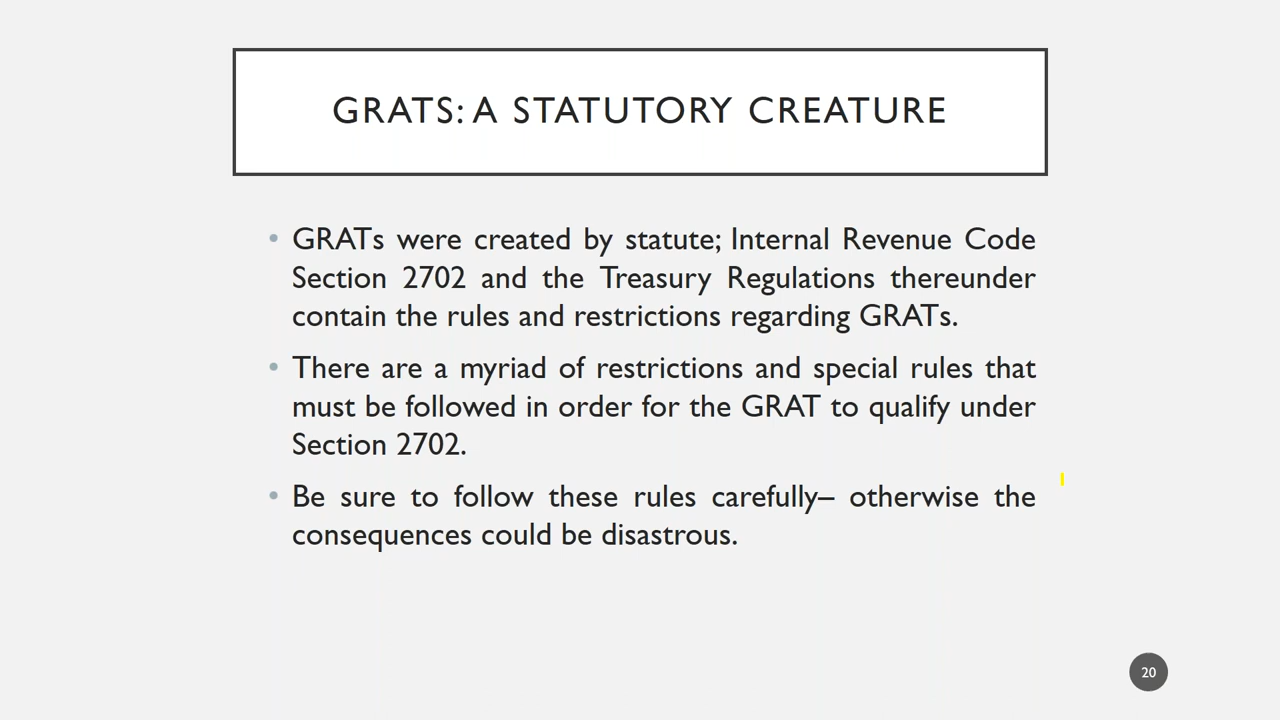 GRATS: A STATUTORY CREATURE
• GRATs were created by statute; Internal Revenue Code
Section 2702 and the Treasury Regulations thereunder
contain the rules and restrictions regarding GRATs.
• There are a myriad of restrictions and special rules that
must be followed in order for the GRAT to qualify under
Section 2702.
• Be sure to follow these rules carefully– otherwise the
consequences could be disastrous.
20